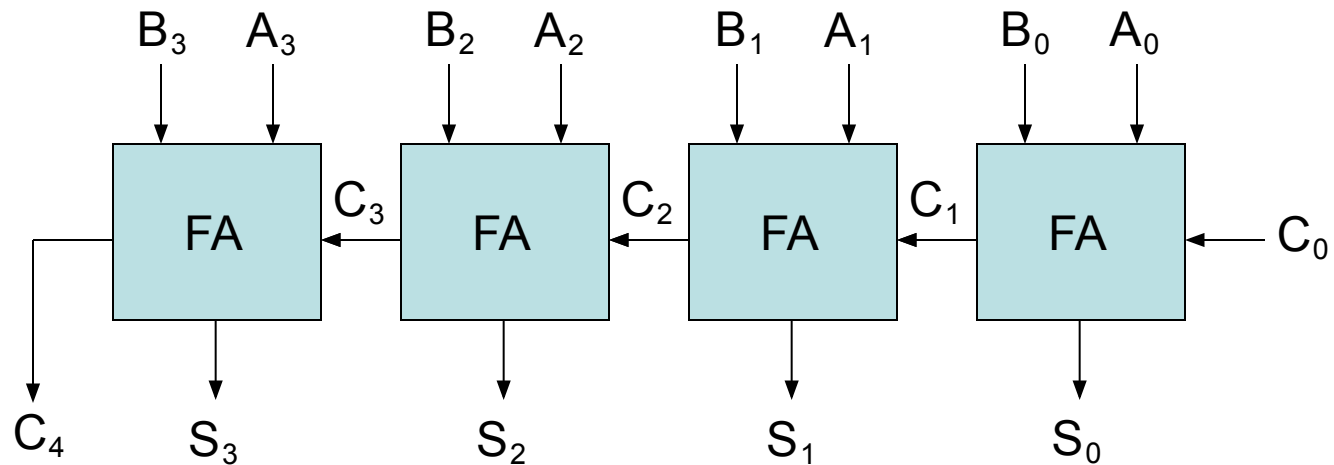 B₃ A₃ B₂ A₂ B₁ A₁ B₀ A₀
C₃ C₂ C₁
FA FA FA FA C₀
C₄ S₃ S₂ S₁ S₀